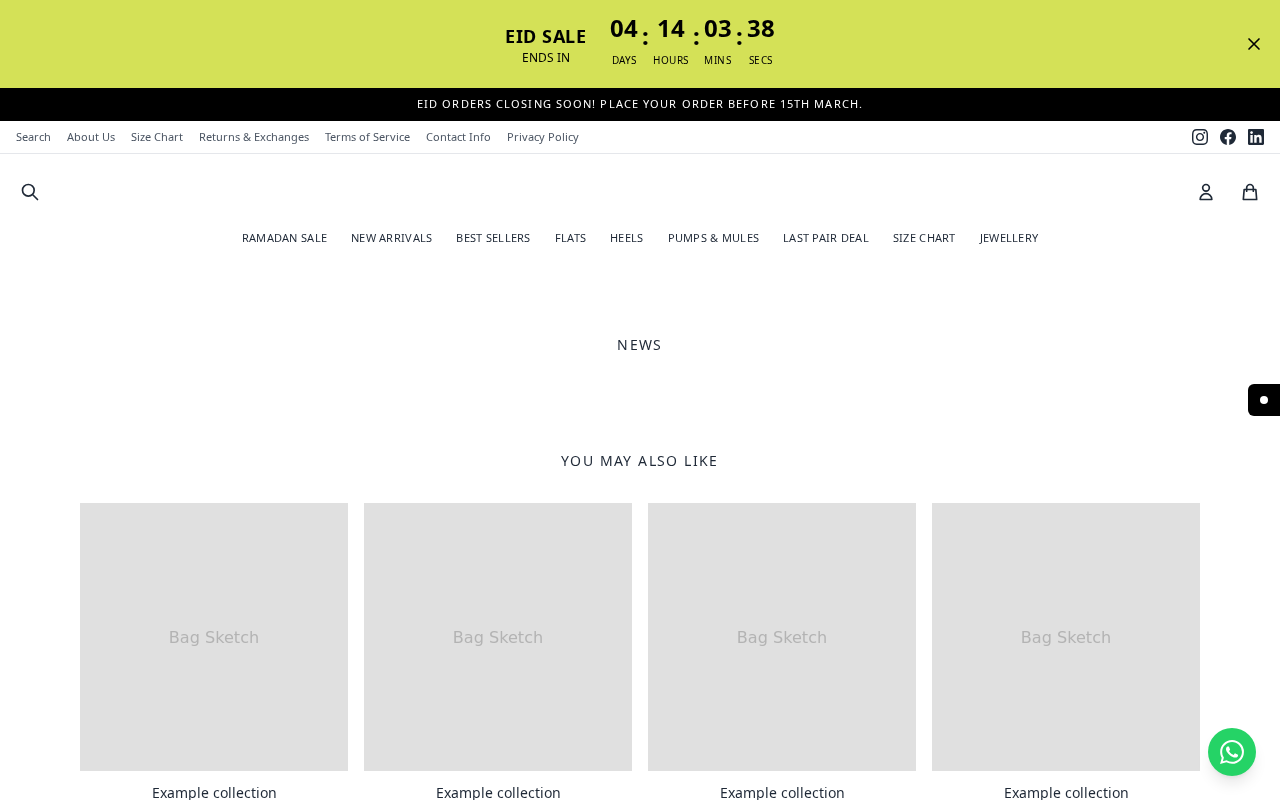 EID SALE
ENDS IN
04 : 14 : 03 : 38
DAYS HOURS MINS SECS
EID ORDERS CLOSING SOON! PLACE YOUR ORDER BEFORE 15TH MARCH.
Search About Us Size Chart Returns & Exchanges Terms of Service Contact Info Privacy Policy
RAMADAN SALE NEW ARRIVALS BEST SELLERS FLATS HEELS PUMPS & MULES LAST PAIR DEAL SIZE CHART JEWELLERY
NEWS
YOU MAY ALSO LIKE
Bag Sketch Bag Sketch Bag Sketch Bag Sketch
Example collection Example collection Example collection Example collection